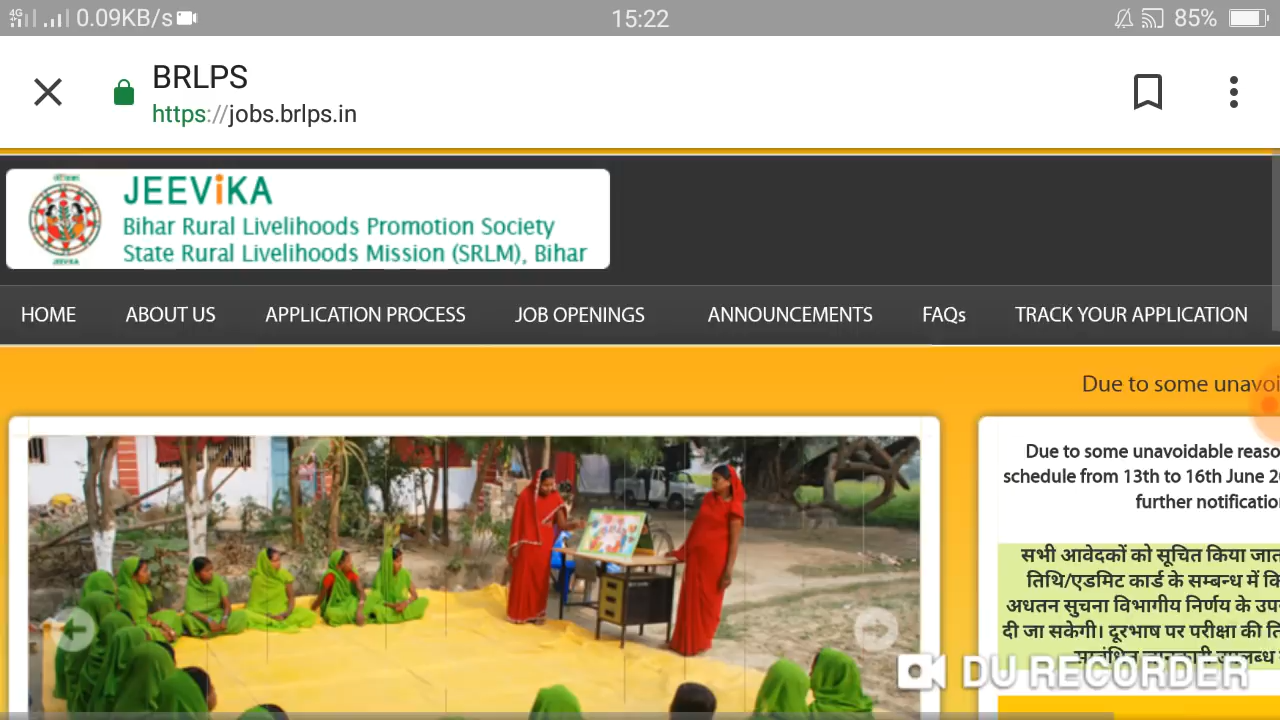 4G 0.09KB/s 15:22 85%
BRLPS
https://jobs.brlps.in
JEEViKA
Bihar Rural Livelihoods Promotion Society
State Rural Livelihoods Mission (SRLM), Bihar
JEEViKA
HOME ABOUT US APPLICATION PROCESS JOB OPENINGS ANNOUNCEMENTS FAQs TRACK YOUR APPLICATION
Due to some unavoi
Due to some unavoidable reaso
schedule from 13th to 16th June 20
further notification
सभी आवेदकों को सूचित किया जात
तिथि/एडमिट कार्ड के सम्बन्ध में कि
अधतन सुचना विभागीय निर्णय के उप
दी जा सकेगी। दूरभाष पर परीक्षा की ति
DU RECORDER